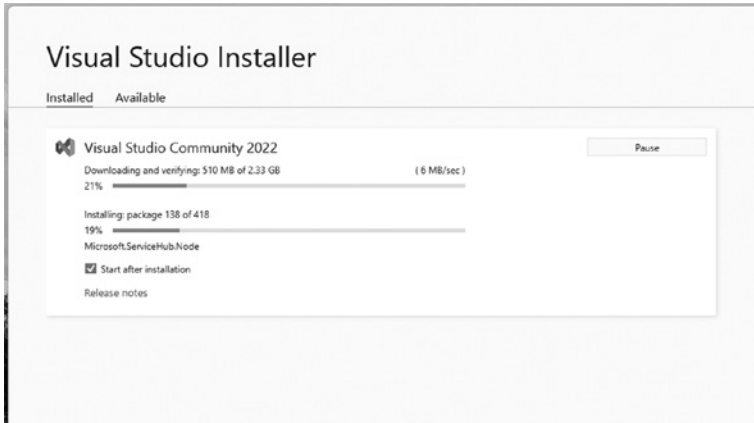 Visual Studio Installer
Installed Available
Visual Studio Community 2022
Pause
Downloading and verifying: 510 MB of 2.33 GB ( 6 MB/sec )
21%
Installing: package 138 of 418
19%
Microsoft.ServiceHub.Node
Start after installation
Release notes